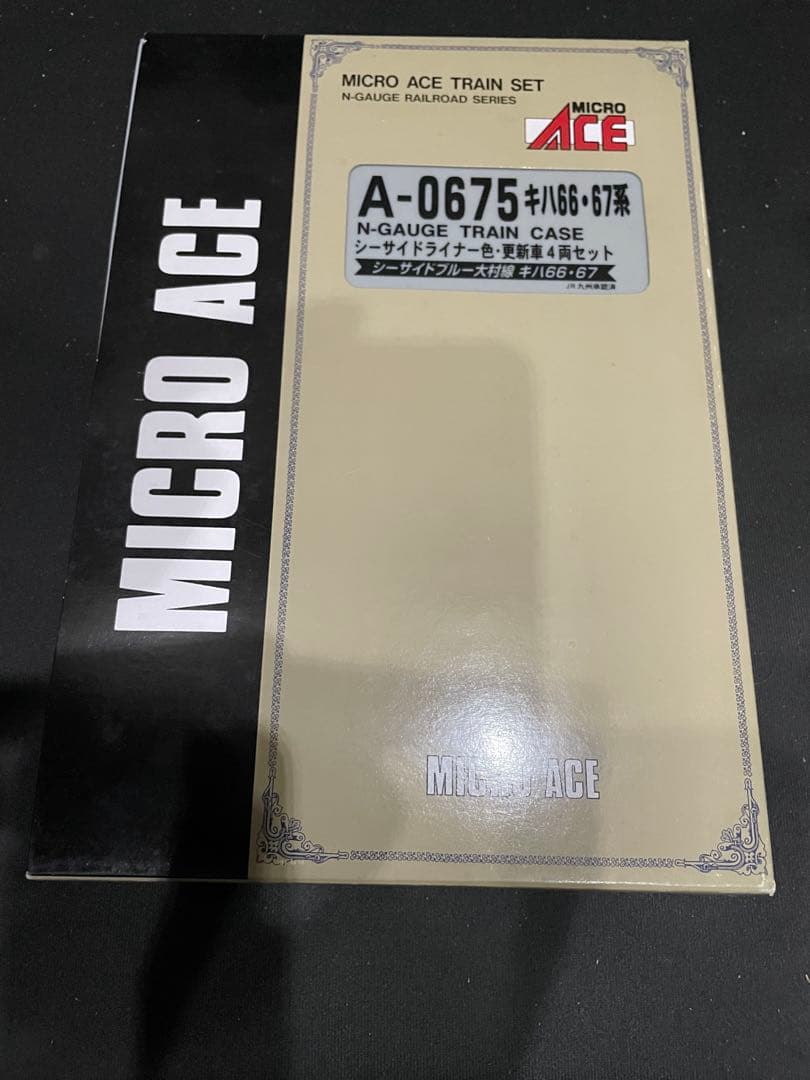 MICRO ACE
MICRO ACE TRAIN SET
N-GAUGE RAILROAD SERIES
MICRO
ACE
A-0675 キハ66・67系
N-GAUGE TRAIN CASE
シーサイドライナー色・更新車4両セット
シーサイドブルー大村線 キハ66・67
JR九州承認済
MICRO ACE